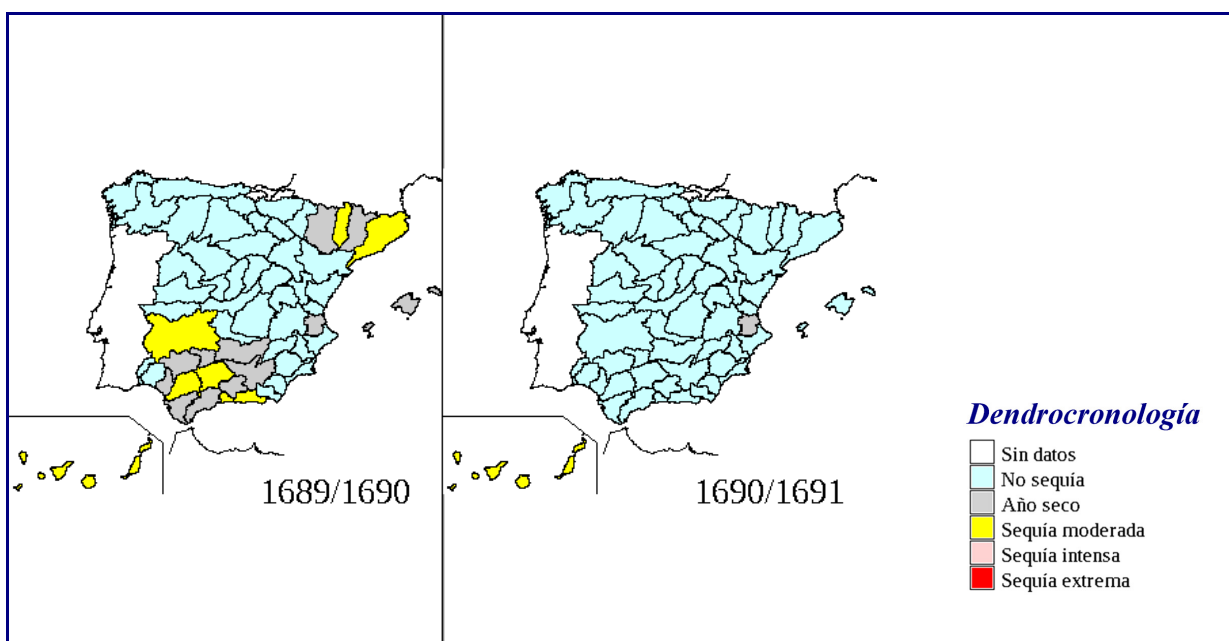 1689/1690
1690/1691
Dendrocronología
Sin datos
No sequía
Año seco
Sequía moderada
Sequía intensa
Sequía extrema